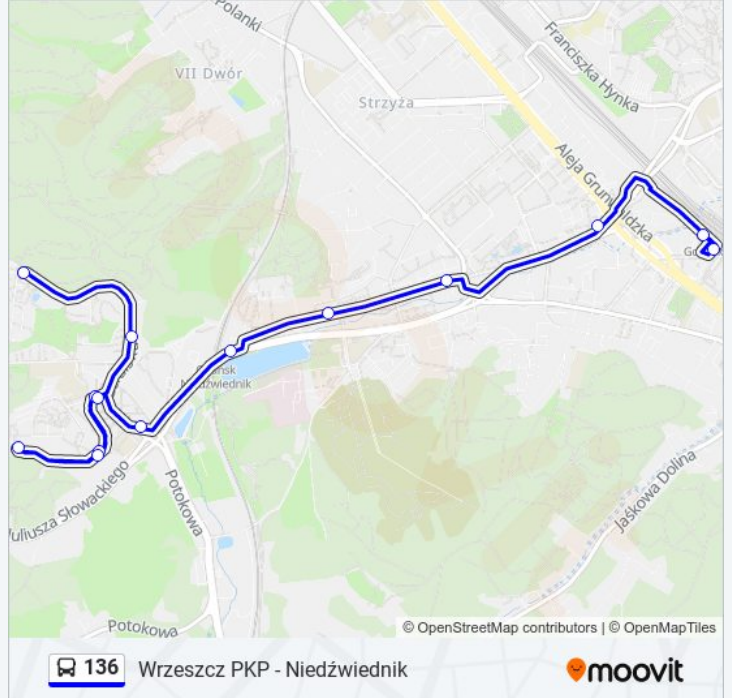 Polanki
Franciszka Hynka
VII Dwór
Strzyża
Aleja Grunwaldzka
Niedźwiednik
Juliusza Słowackiego
Potokowa
Jaśkowa Dolina
Potokowa
© OpenStreetMap contributors | © OpenMapTiles
136 Wrzeszcz PKP - Niedźwiednik
moovit